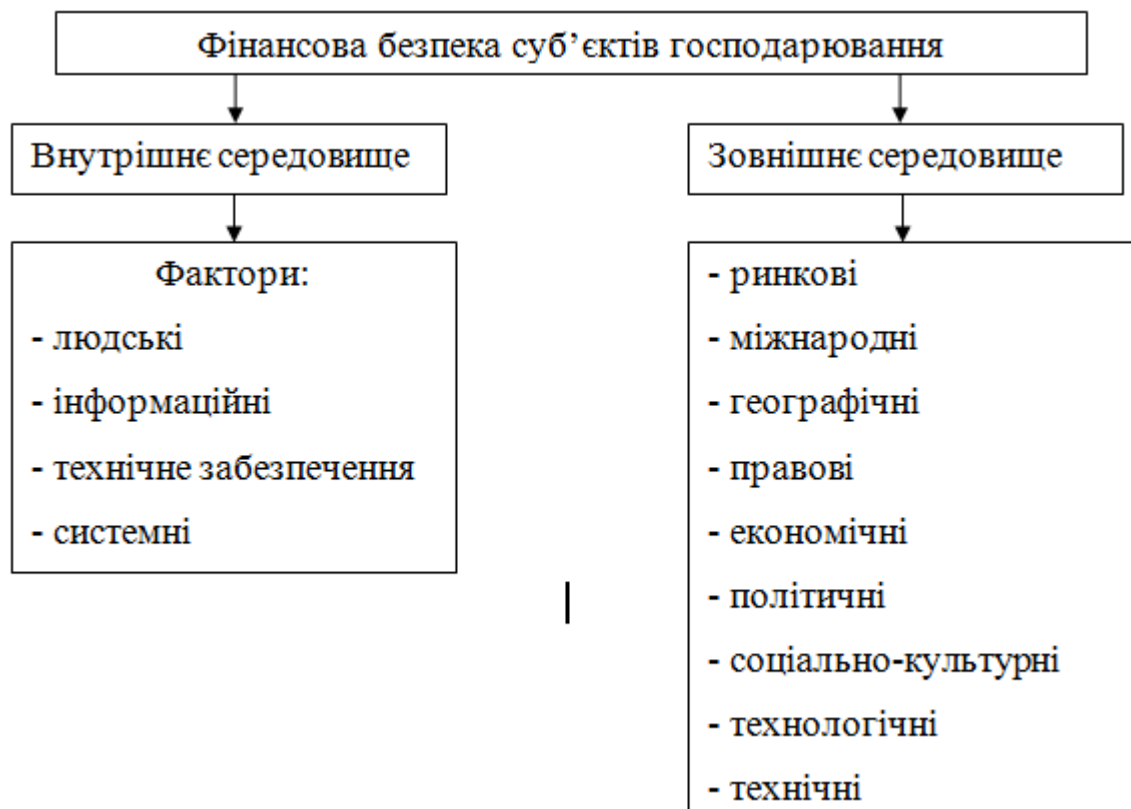 Фінансова безпека суб’єктів господарювання
Внутрішнє середовище
Фактори:
- людські
- інформаційні
- технічне забезпечення
- системні
Зовнішнє середовище
- ринкові
- міжнародні
- географічні
- правові
- економічні
- політичні
- соціально-культурні
- технологічні
- технічні